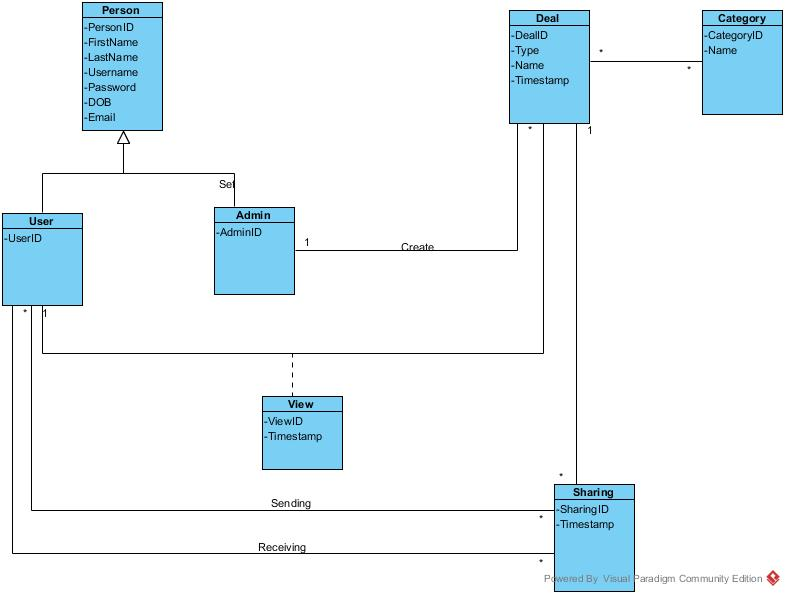 Person
-PersonID
-FirstName
-LastName
-Username
-Password
-DOB
-Email
Deal
-DealID
-Type
-Name
-Timestamp
Category
-CategoryID
-Name
*
*
*
1
Set
User
-UserID
Admin
-AdminID
1
Create
*
1
View
-ViewID
-Timestamp
*
Sharing
-SharingID
-Timestamp
Sending
*
Receiving
*
Powered By Visual Paradigm Community Edition